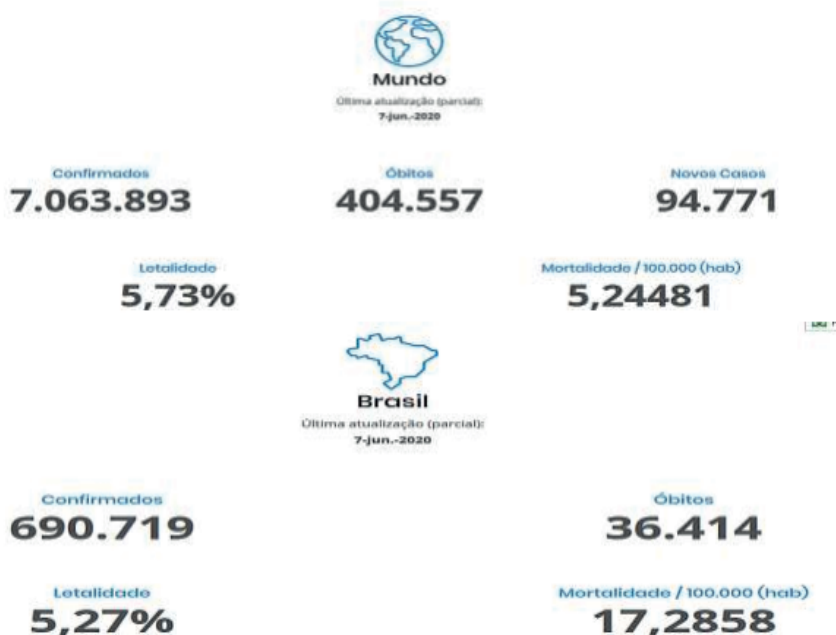 Mundo
Última atualização (parcial):
7-jun.-2020
Confirmados
Óbitos
Novos Casos
7.063.893
404.557
94.771
Letalidade
Mortalidade / 100.000 (hab)
5,73%
5,24481
Brasil
Última atualização (parcial):
7-jun.-2020
Confirmados
Óbitos
690.719
36.414
Letalidade
Mortalidade / 100.000 (hab)
5,27%
17,2858